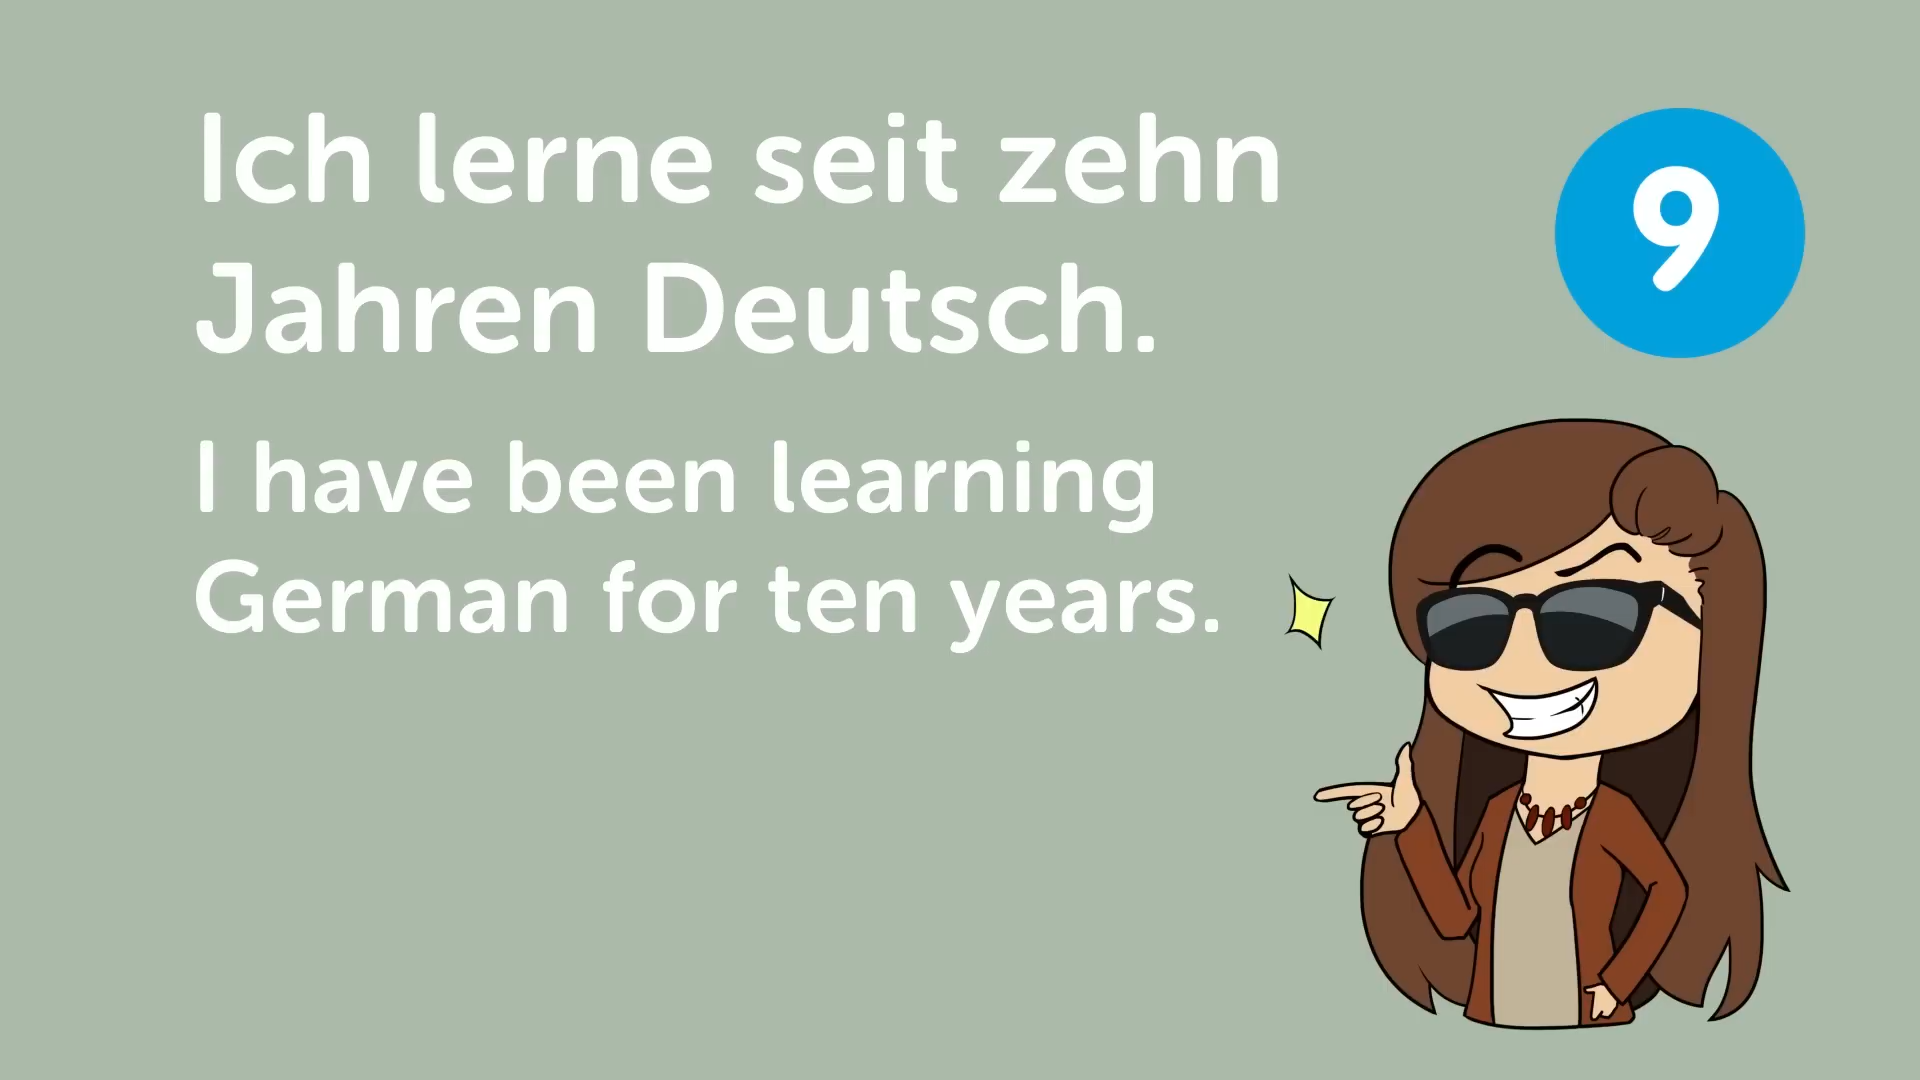 Ich lerne seit zehn
Jahren Deutsch.
I have been learning
German for ten years.
9